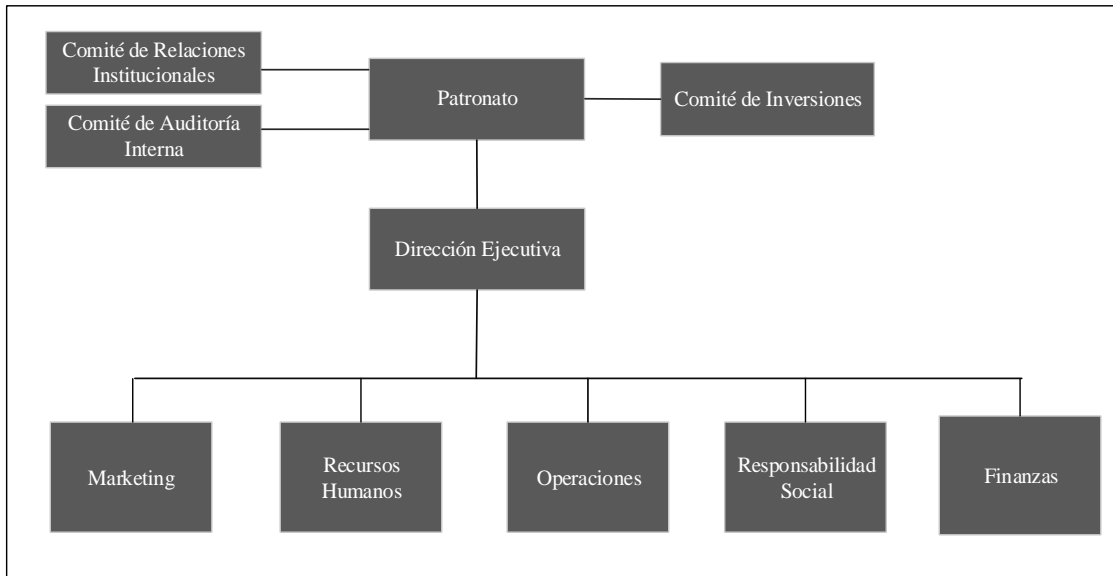 Comité de Relaciones
Institucionales
Patronato
Comité de Inversiones
Comité de Auditoría
Interna
Dirección Ejecutiva
Marketing
Recursos
Humanos
Operaciones
Responsabilidad
Social
Finanzas